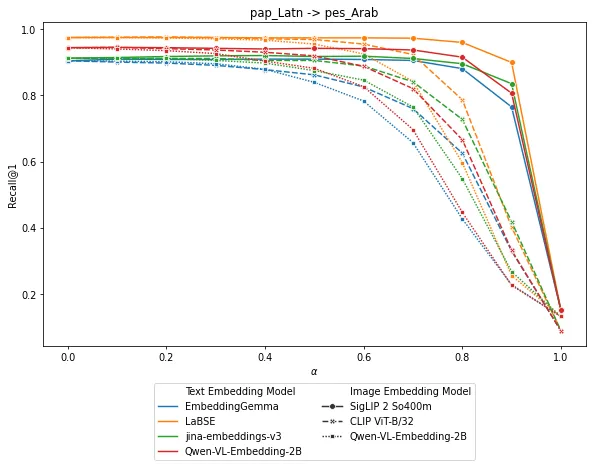 pap_Latn -> pes_Arab
Recall@1
1.0
0.8
0.6
0.4
0.2
0.0 0.2 0.4 0.6 0.8 1.0
α
Text Embedding Model Image Embedding Model
EmbeddingGemma SigLIP 2 So400m
LaBSE CLIP ViT-B/32
jina-embeddings-v3 Qwen-VL-Embedding-2B
Qwen-VL-Embedding-2B